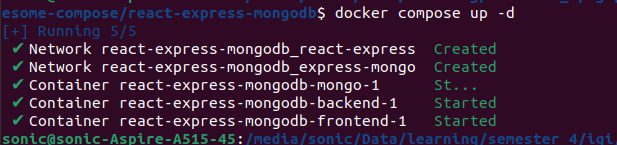 esome-compose/react-express-mongodb$ docker compose up -d
[+] Running 5/5
✔ Network react-express-mongodb_react-express Created
✔ Network react-express-mongodb_express-mongo Created
✔ Container react-express-mongodb-mongo-1 St...
✔ Container react-express-mongodb-backend-1 Started
✔ Container react-express-mongodb-frontend-1 Started
sonic@sonic-Aspire-A515-45:/media/sonic/Data/learning/semester_4/igi